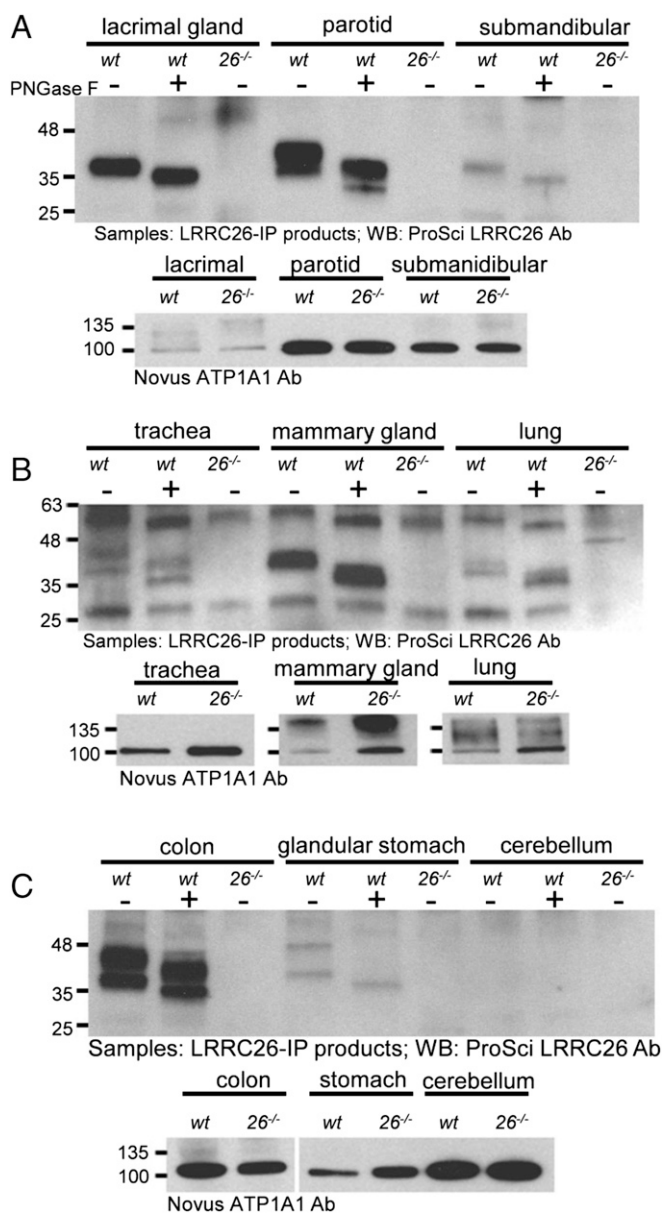 A
lacrimal gland parotid submandibular
wt wt 26-/- wt wt 26-/- wt wt 26-/-
PNGase F - + - - + - - + -
48
35
25
Samples: LRRC26-IP products; WB: ProSci LRRC26 Ab
lacrimal parotid submanidibular
wt 26-/- wt 26-/- wt 26-/-
135
100
Novus ATP1A1 Ab
trachea mammary gland lung
B
wt wt 26-/- wt wt 26-/- wt wt 26-/-
- + - - + - - + -
63
48
35
25
Samples: LRRC26-IP products; WB: ProSci LRRC26 Ab
trachea mammary gland lung
wt 26-/- wt 26-/- wt 26-/-
135
100
Novus ATP1A1 Ab
colon glandular stomach cerebellum
C
wt wt 26-/- wt wt 26-/- wt wt 26-/-
- + - - + - - + -
48
35
25
Samples: LRRC26-IP products; WB: ProSci LRRC26 Ab
colon stomach cerebellum
wt 26-/- wt 26-/- wt 26-/-
135
100
Novus ATP1A1 Ab